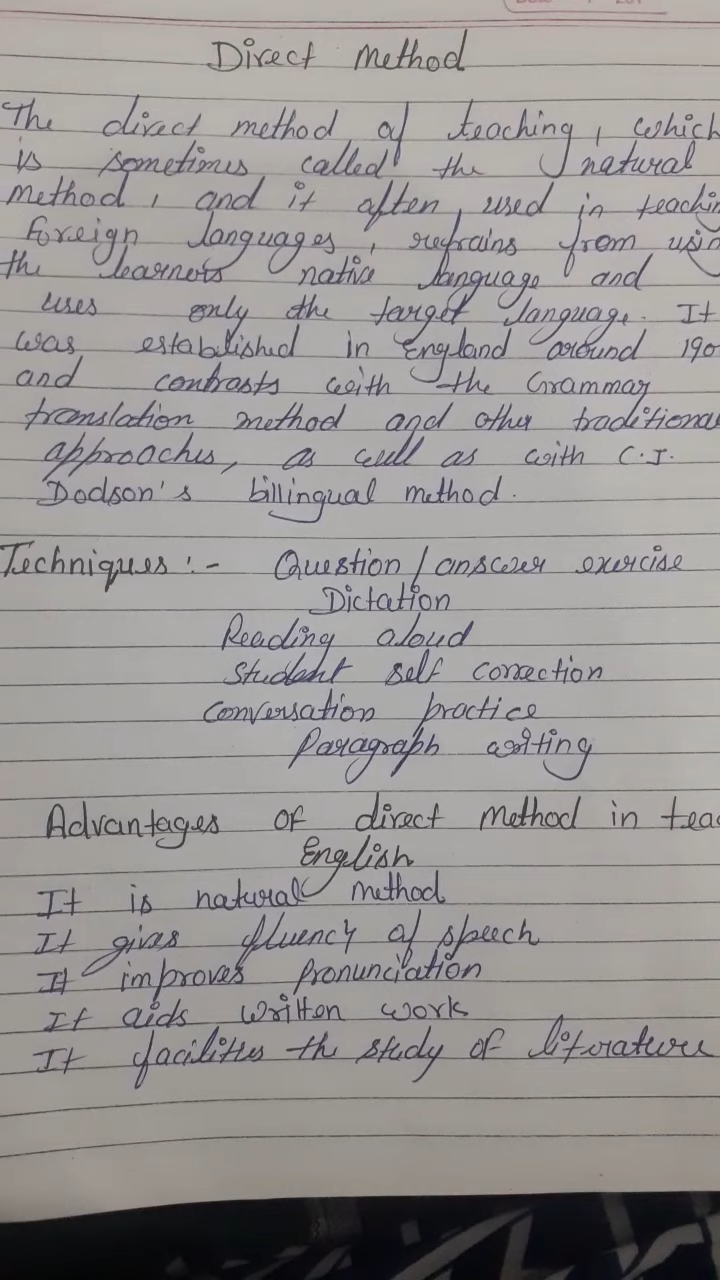 Direct Method
The direct method of teaching, which
is sometimes called the natural
method, and it often used in teachin
foreign languages, refrains from usin
the learners native language and
uses only the target language. It
was established in England around 190
and contrasts with the Grammar
translation method and other traditional
approaches, as well as with C.J.
Dodson's billingual method.
Techniques :- Question/answer exercise
Dictation
Reading aloud
Student self correction
Conversation practice
Paragraph writing
Advantages of direct method in teac
English
It is natural method
It gives fluency of speech
It improves pronunciation
It aids written work
It facilities the study of literature